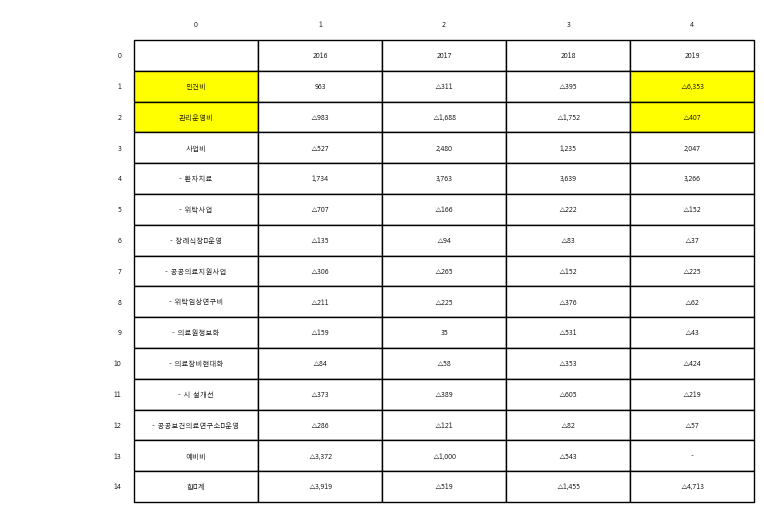 0 1 2 3 4
0 2016 2017 2018 2019
1 인건비 963 △311 △395 △6,353
2 관리운영비 △983 △1,688 △1,752 △407
3 사업비 △527 2,480 1,235 2,047
4 - 환자치료 1,734 3,763 3,639 3,266
5 - 위탁사업 △707 △166 △222 △152
6 - 장례식장 운영 △135 △94 △83 △37
7 - 공공의료지원사업 △306 △265 △152 △225
8 - 위탁임상연구비 △211 △225 △376 △62
9 - 의료원정보화 △159 35 △531 △43
10 - 의료장비현대화 △84 △58 △353 △424
11 - 시 설개선 △373 △389 △605 △219
12 - 공공보건의료연구소 운영 △286 △121 △82 △57
13 예비비 △3,372 △1,000 △543 -
14 합 계 △3,919 △519 △1,455 △4,713